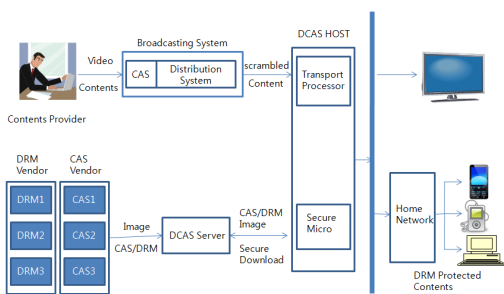 Broadcasting System
DCAS HOST
Video
Contents
CAS
Distribution
System
scrambled
Content
Transport
Processor
Contents Provider
DRM
Vendor
CAS
Vendor
DRM1
CAS1
DRM2
CAS2
DRM3
CAS3
Image
CAS/DRM
DCAS Server
CAS/DRM
Image
Secure
Download
Secure
Micro
Home
Network
DRM Protected
Contents